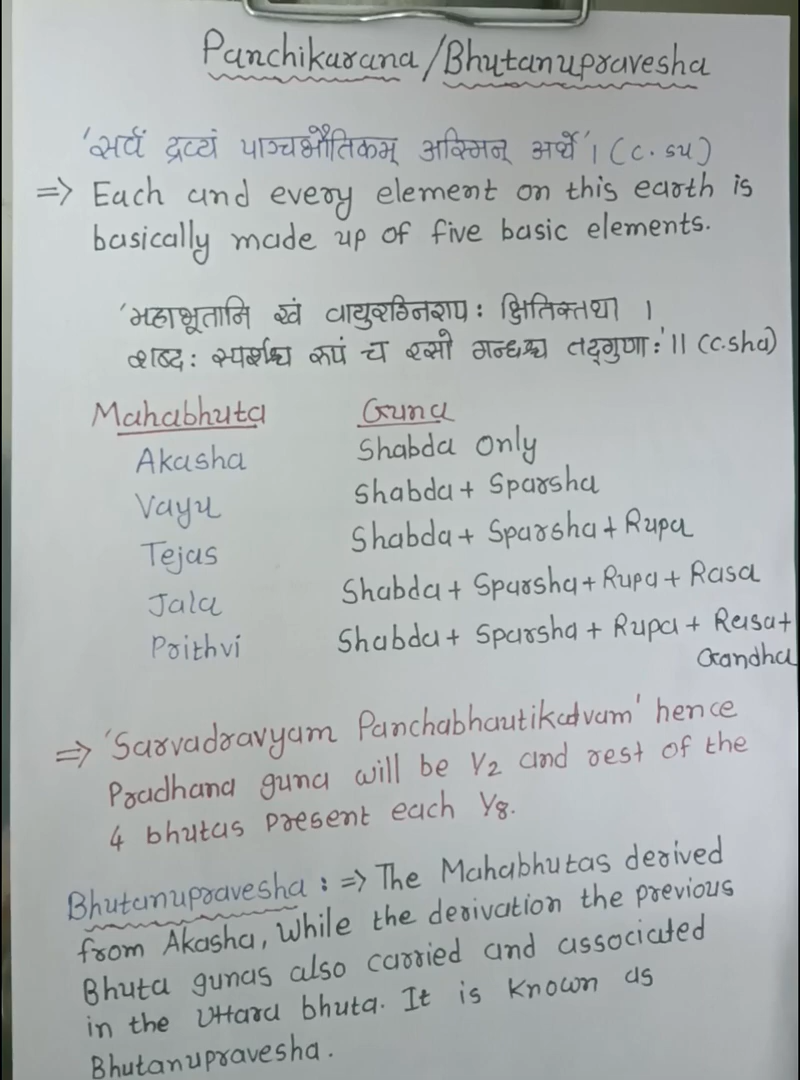 Panchikarana/Bhutanupravesha
'सर्वं द्रव्यं पाञ्चभौतिकम् अस्मिन् अर्थे'। (c. su)
=> Each and every element on this earth is
basically made up of five basic elements.
'महाभूतानि खं वायुरग्निरापः क्षितिक्तथा ।
शब्दः स्पर्शश्च रूपं च रसो गन्धश्च तद्गुणाः'।। (c.sha)
Mahabhuta Guna
Akasha Shabda Only
Vayu Shabda + Sparsha
Tejas Shabda + Sparsha + Rupa
Jala Shabda + Sparsha + Rupa + Rasa
Prithvi Shabda + Sparsha + Rupa + Rasa +
Gandha
=> 'Sarvadravyam Panchabhautikatvam' hence
Pradhana guna will be 1/2 and rest of the
4 bhutas present each 1/8.
Bhutanupravesha : => The Mahabhutas derived
from Akasha, While the derivation the previous
Bhuta gunas also carried and associated
in the Uttara bhuta. It is known as
Bhutanupravesha.